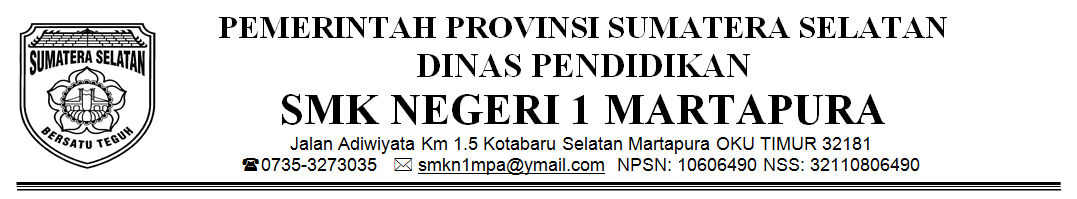 SUMATERA SELATAN
BERSATU TEGUH
PEMERINTAH PROVINSI SUMATERA SELATAN
DINAS PENDIDIKAN
SMK NEGERI 1 MARTAPURA
Jalan Adiwiyata Km 1.5 Kotabaru Selatan Martapura OKU TIMUR 32181
☎0735-3273035 ✉ smkn1mpa@ymail.com NPSN: 10606490 NSS: 32110806490